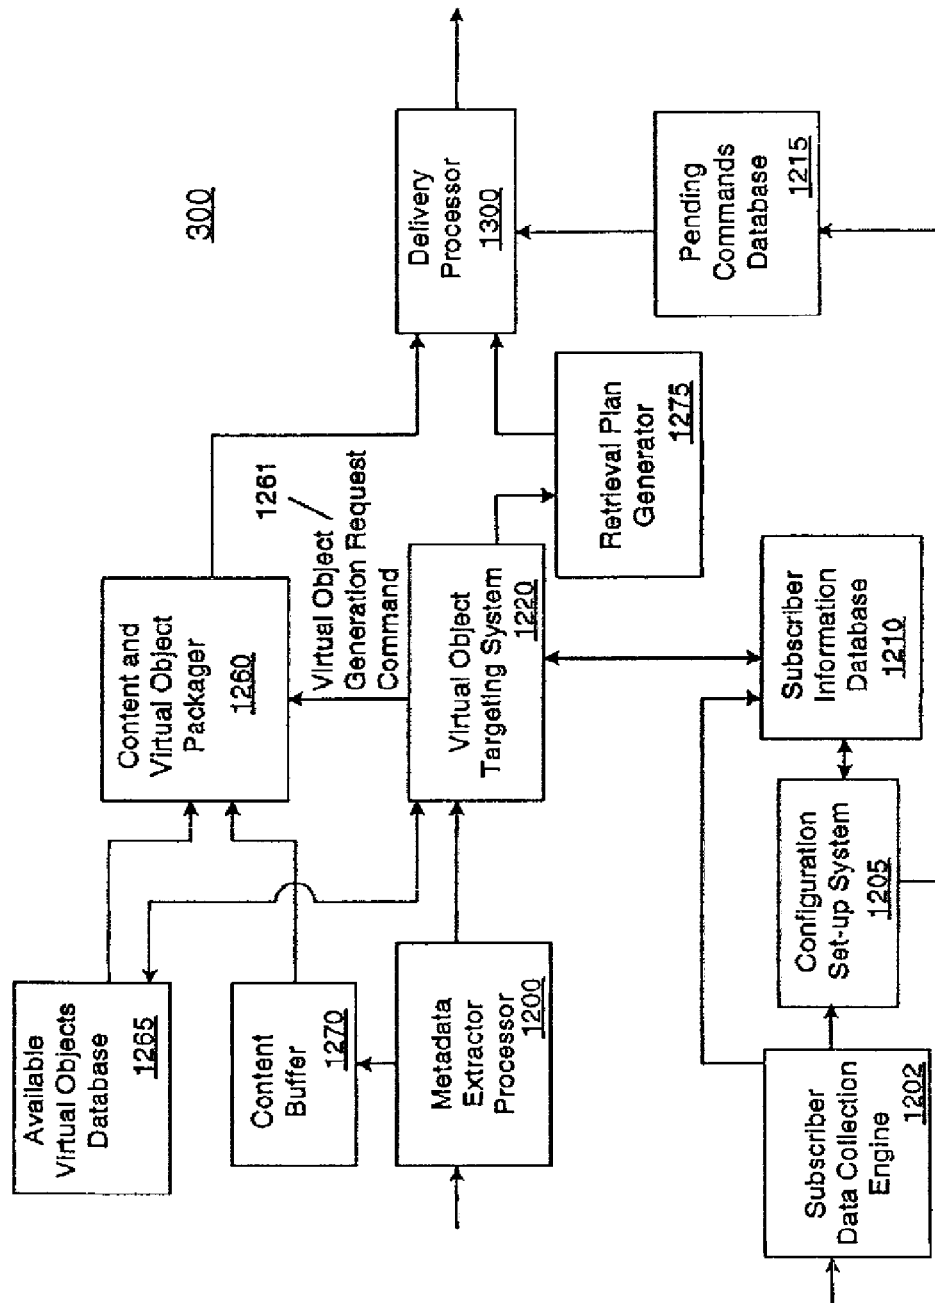 300
Available
Virtual Objects
Database
1265
Content
Buffer
1270
Metadata
Extractor
Processor
1200
Content and
Virtual Object
Packager
1260
1261
Virtual Object
Generation Request
Command
Virtual Object
Targeting System
1220
Retrieval Plan
Generator
1275
Delivery
Processor
1300
Pending
Commands
Database
1215
Subscriber
Data Collection
Engine
1202
Configuration
Set-up System
1205
Subscriber
Information
Database
1210